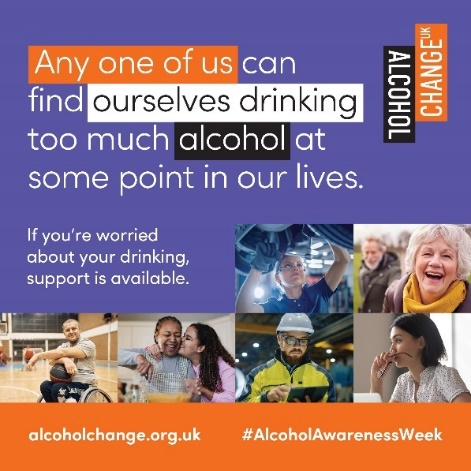 Any one of us can
find ourselves drinking
too much alcohol at
some point in our lives.
ALCOHOL
CHANGE UK
If you're worried
about your drinking,
support is available.
alcoholchange.org.uk
#AlcoholAwarenessWeek